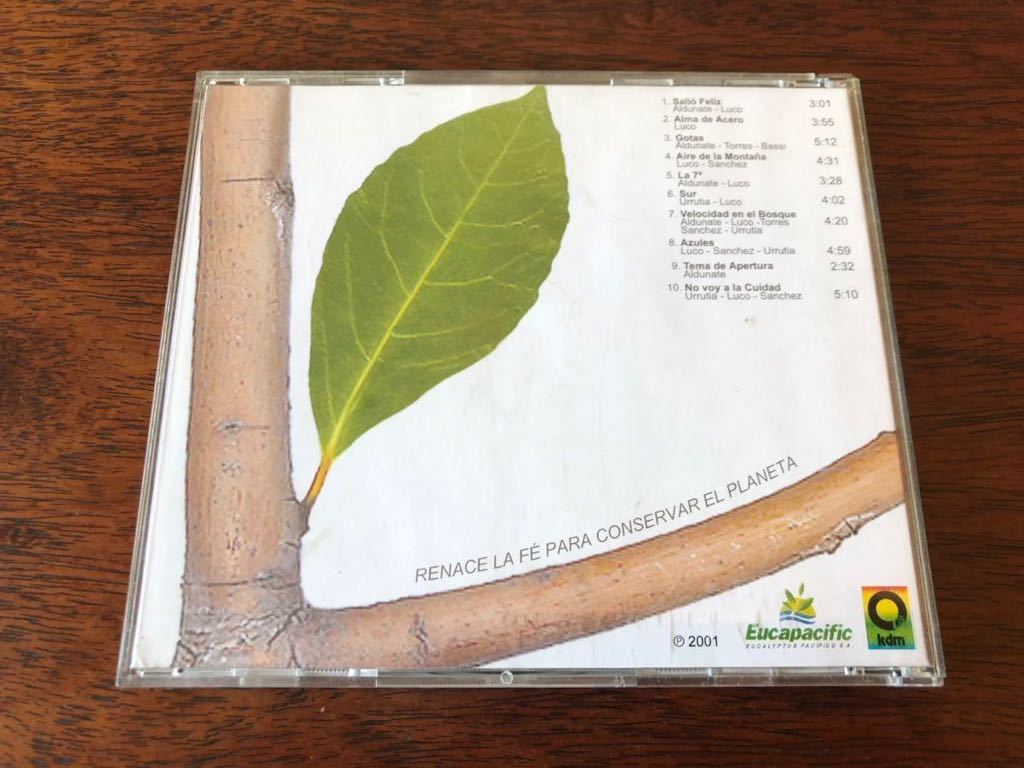 1. Salió Feliz 3:01
Aldunate - Luco
2. Alma de Acero 3:55
Luco
3. Gotas 5:12
Aldunate - Torres - Bassi
4. Aire de la Montaña 4:31
Luco - Sanchez
5. La 7ª 3:28
Aldunate - Luco
6. Sur 4:02
Urrutia - Luco
7. Velocidad en el Bosque 4:20
Aldunate - Luco -Torres
Sanchez - Urrutia
8. Azules 4:59
Luco - Sanchez - Urrutia
9. Tema de Apertura 2:32
Aldunate
10. No voy a la Cuidad 5:10
Urrutia - Luco - Sanchez
RENACE LA FÉ PARA CONSERVAR EL PLANETA
℗ 2001
Eucapacific
EUCALYPTUS PACIFICO S.A.
kdm